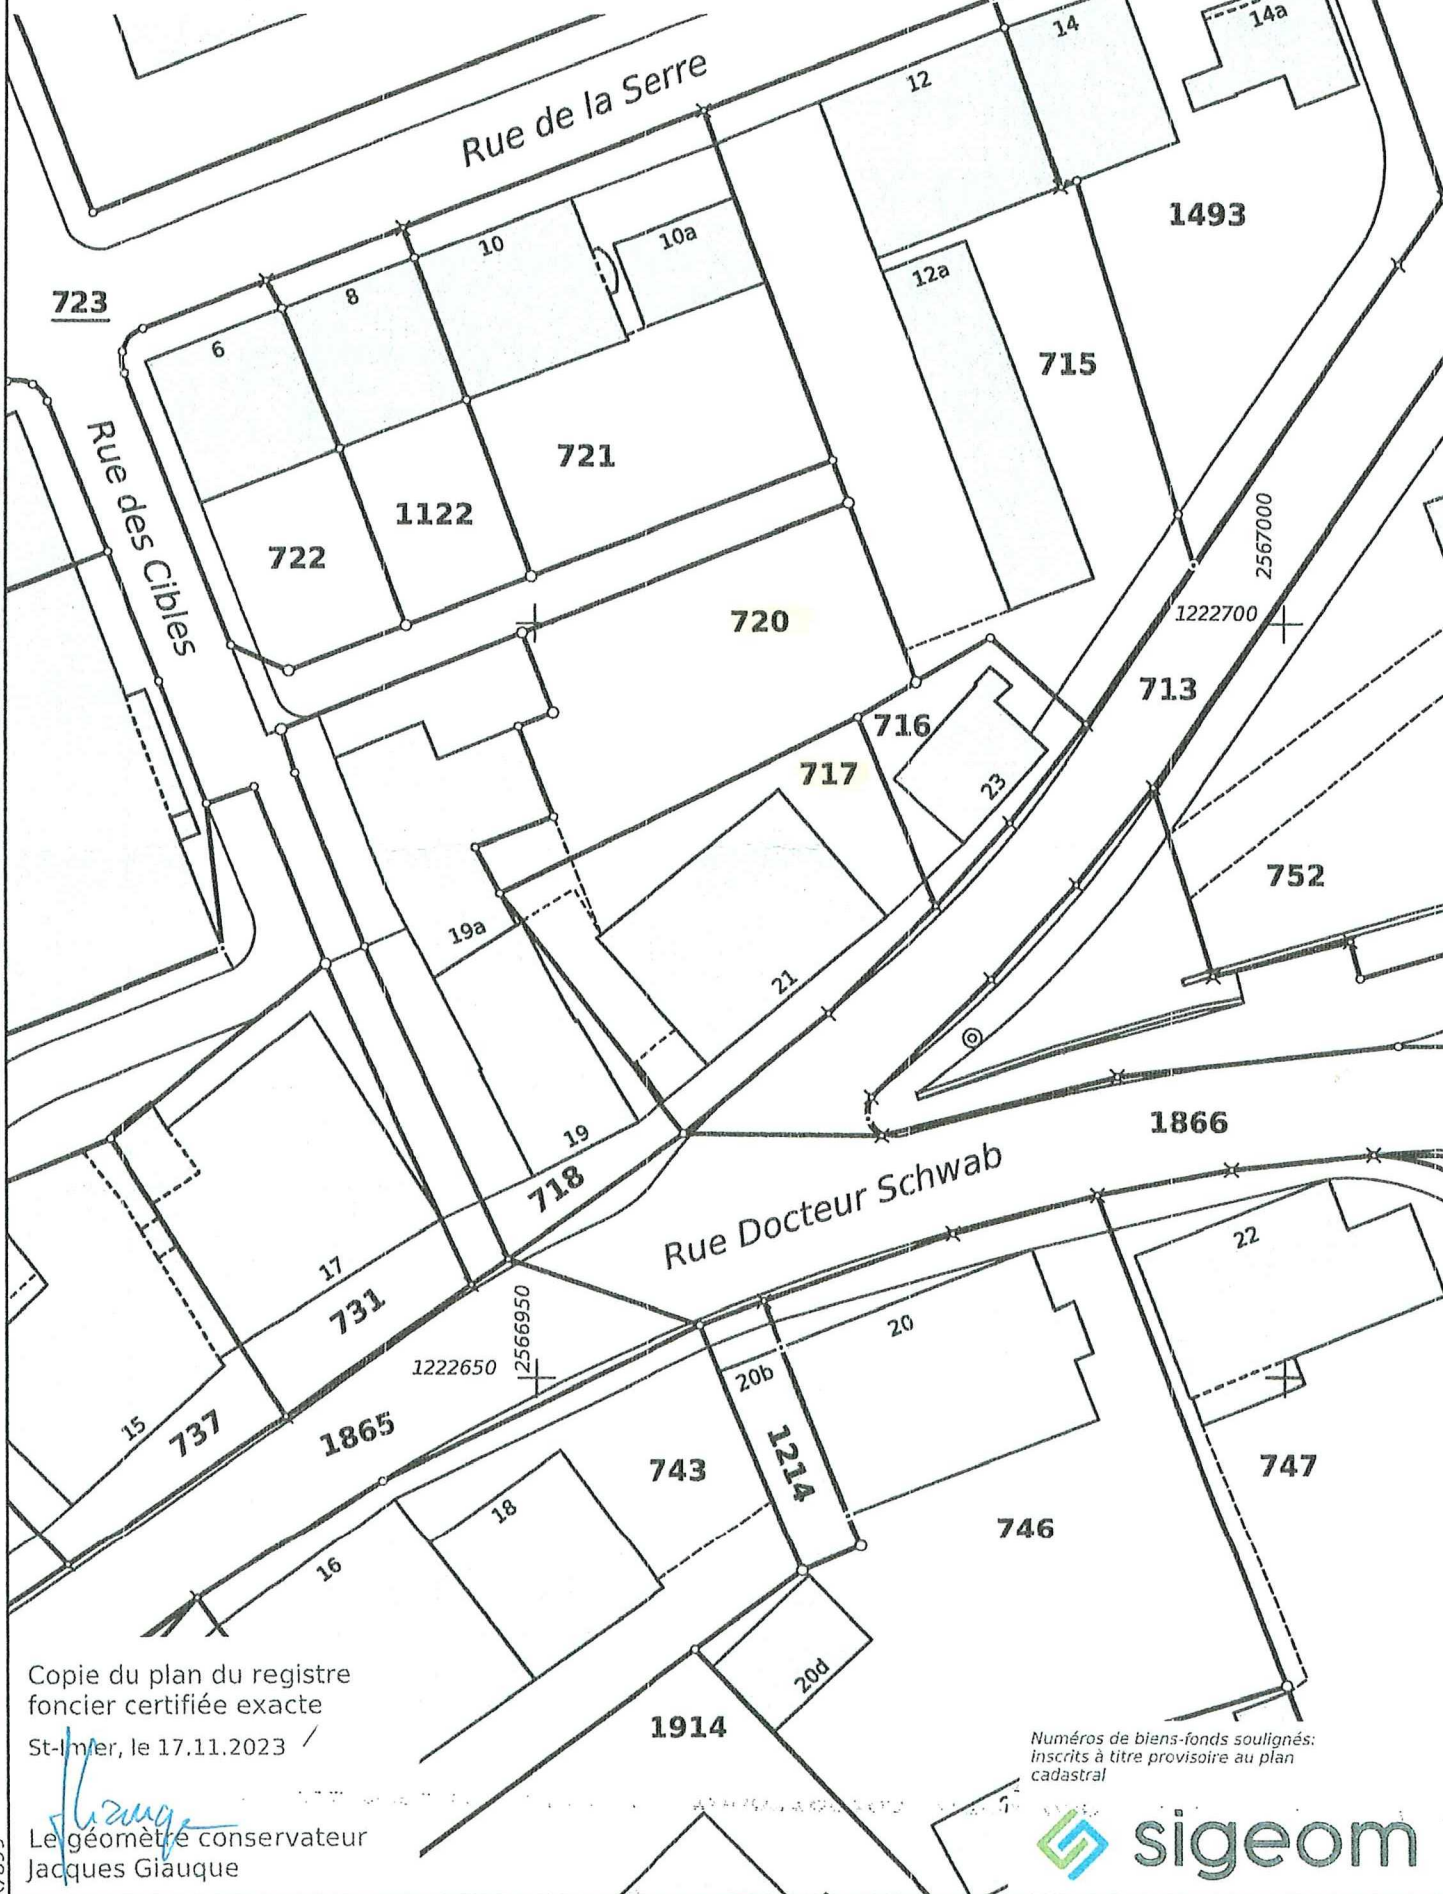 14
14a
12
Rue de la Serre
1493
10
10a
12a
8
723
6
715
721
Rue des Cibles
1122
722
2567000
720
1222700
713
716
717
23
752
19a
21
1866
19
718
Rue Docteur Schwab
22
17
731
2566950
20
1222650
20b
15
737
1865
1214
743
747
18
746
16
Copie du plan du registre
foncier certifiée exacte
St-Imier, le 17.11.2023
20d
1914
Numéros de biens-fonds soulignés:
inscrits à titre provisoire au plan
cadastral
Le géomètre conservateur
Jacques Giauque
sigeom